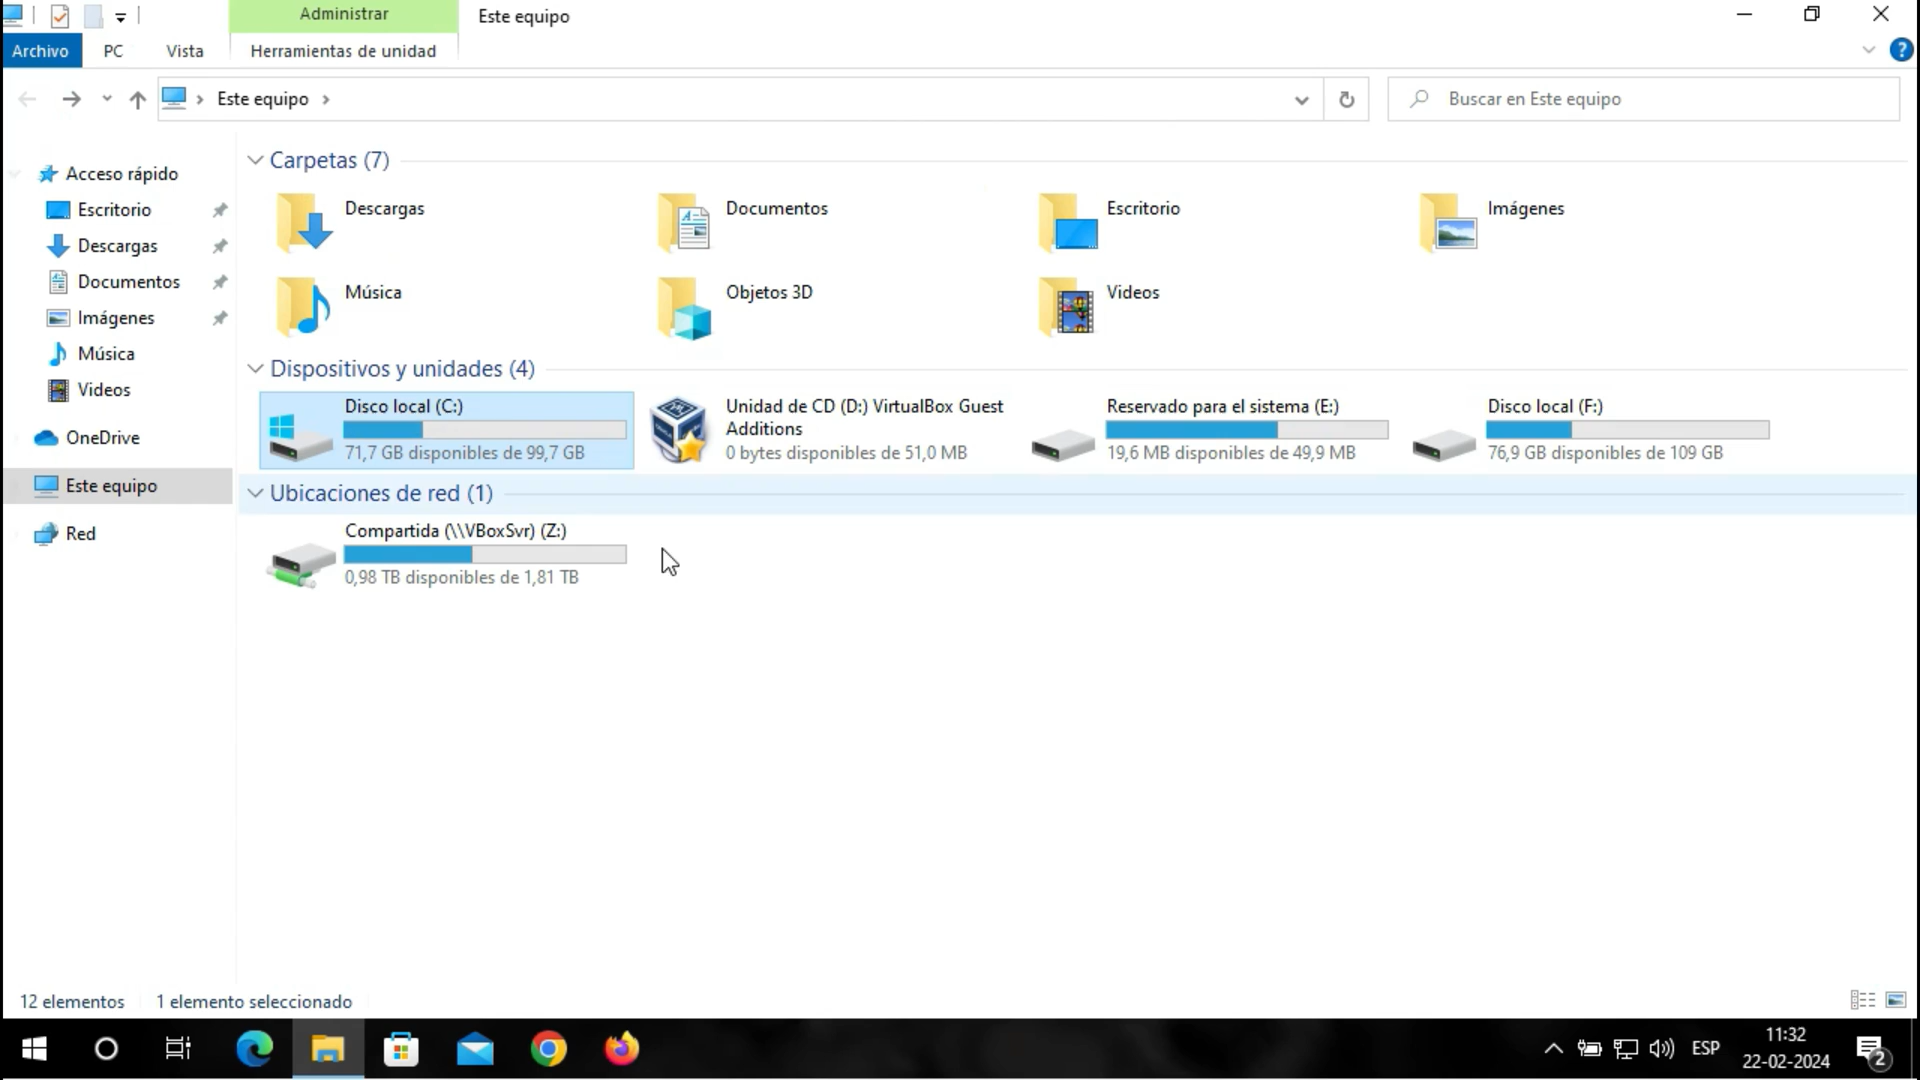 Administrar
Este equipo
Archivo
PC
Vista
Herramientas de unidad
Este equipo
Buscar en Este equipo
Acceso rápido
Escritorio
Descargas
Documentos
Imágenes
Música
Videos
OneDrive
Este equipo
Red
Carpetas (7)
Descargas
Documentos
Escritorio
Imágenes
Música
Objetos 3D
Videos
Dispositivos y unidades (4)
Disco local (C:)
71,7 GB disponibles de 99,7 GB
Unidad de CD (D:) VirtualBox Guest
Additions
0 bytes disponibles de 51,0 MB
Reservado para el sistema (E:)
19,6 MB disponibles de 49,9 MB
Disco local (F:)
76,9 GB disponibles de 109 GB
Ubicaciones de red (1)
Compartida (\\VBoxSvr) (Z:)
0,98 TB disponibles de 1,81 TB
12 elementos
1 elemento seleccionado
ESP
11:32
22-02-2024
2